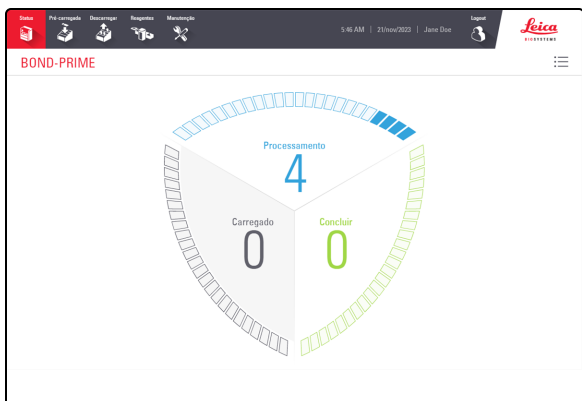 Status Pré-carregado Descarregar Reagentes Manutenção
5:46 AM | 21/nov/2023 | Jane Doe
Logout
Leica
BIOSYSTEMS
BOND-PRIME
Processamento
4
Carregado
0
Concluir
0